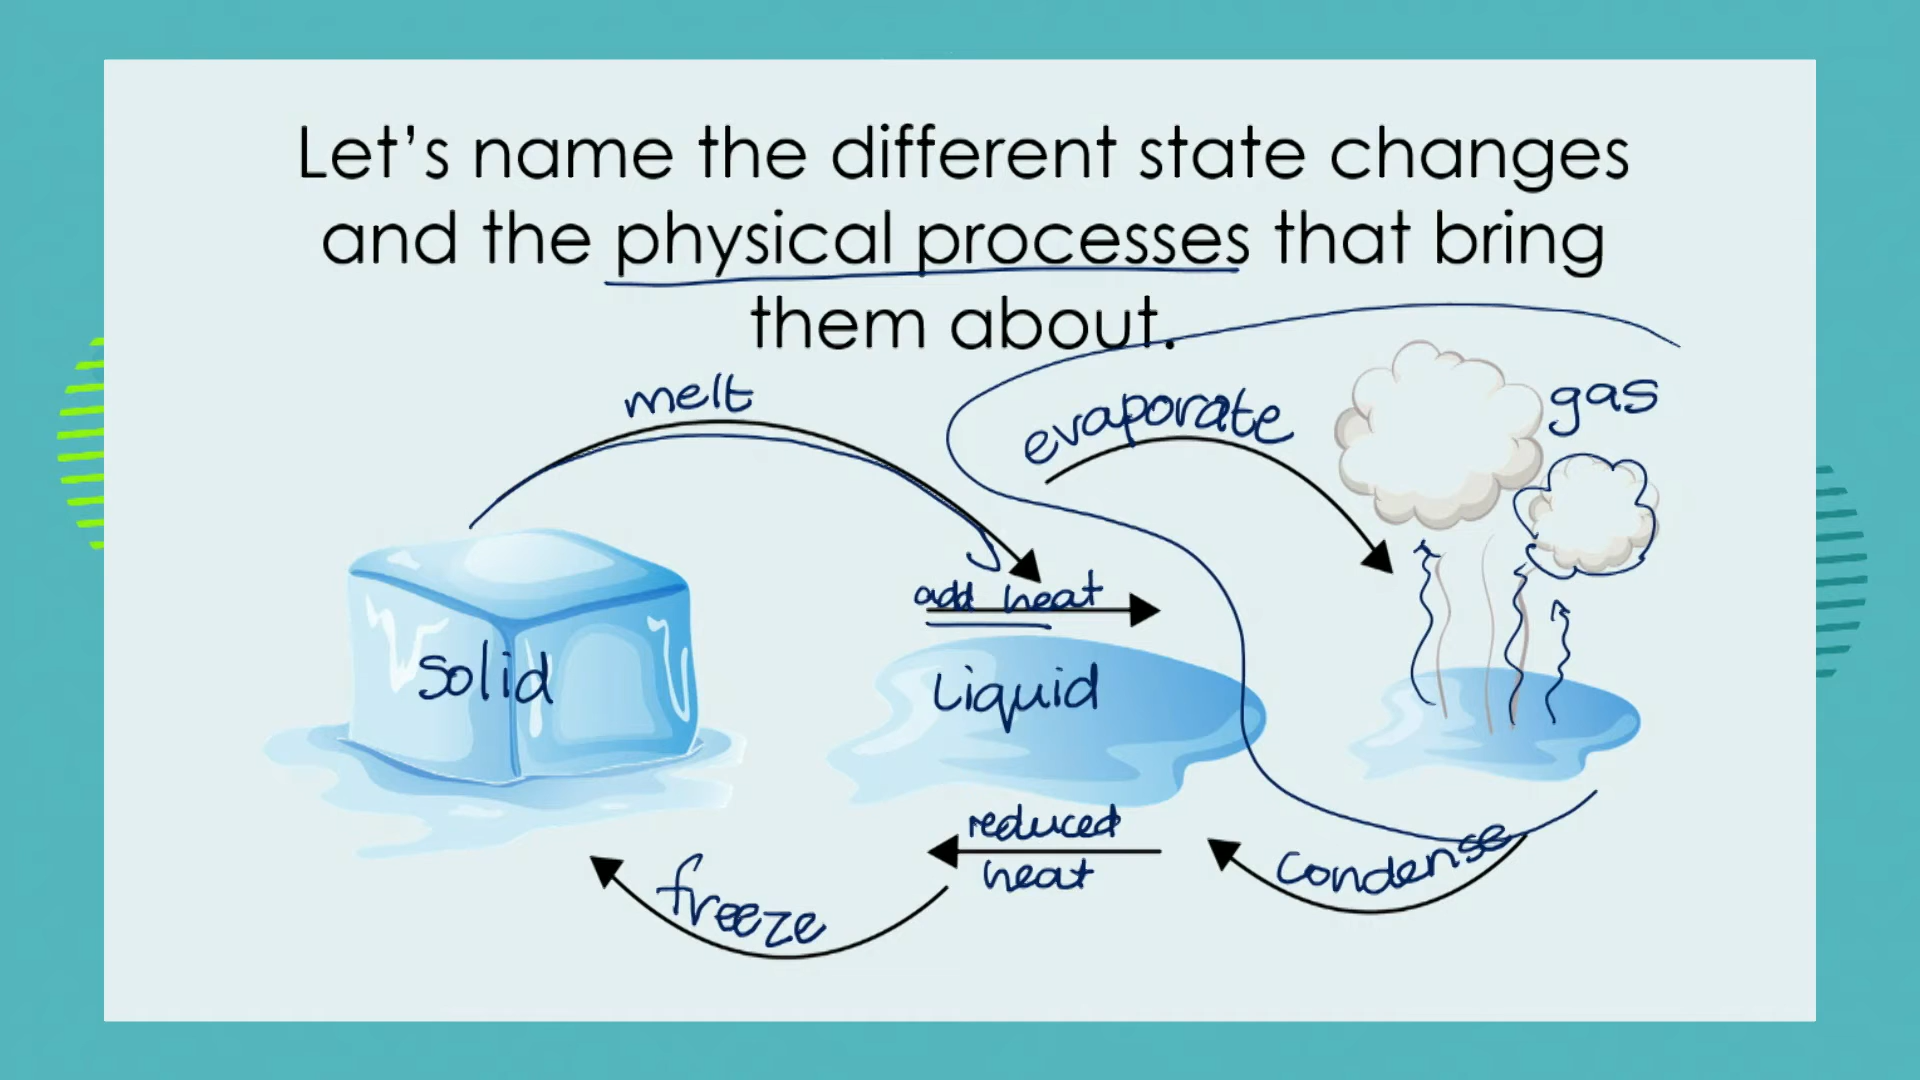 Let's name the different state changes
and the physical processes that bring
them about.
melt
evaporate
gas
add heat
solid
Liquid
reduced
heat
freeze
condense